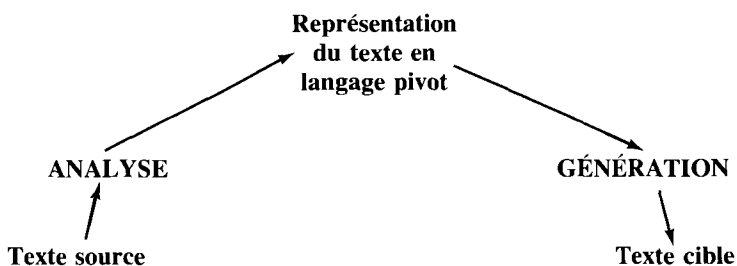 Représentation
du texte en
langage pivot
ANALYSE
GÉNÉRATION
Texte source
Texte cible